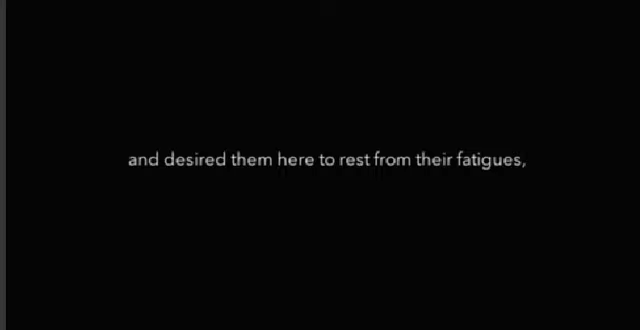 and desired them here to rest from their fatigues,